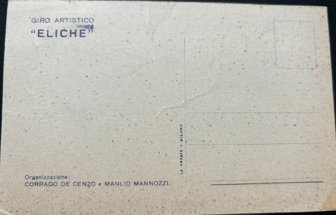 GIRO ARTISTICO
"ELICHE"
Organizzazione:
CORRADO DE CENZO e MANLIO MANNOZZI.